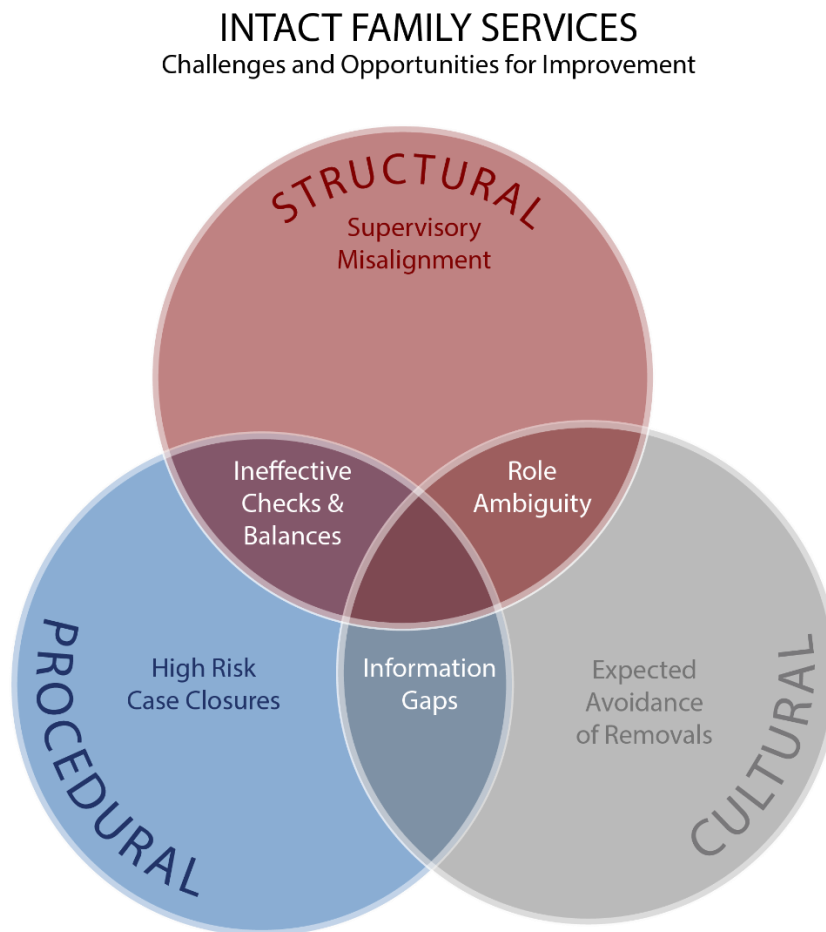 INTACT FAMILY SERVICES
Challenges and Opportunities for Improvement
STRUCTURAL
Supervisory
Misalignment
Ineffective
Checks &
Balances
Role
Ambiguity
PROCEDURAL
High Risk
Case Closures
Information
Gaps
Expected
Avoidance
of Removals
CULTURAL